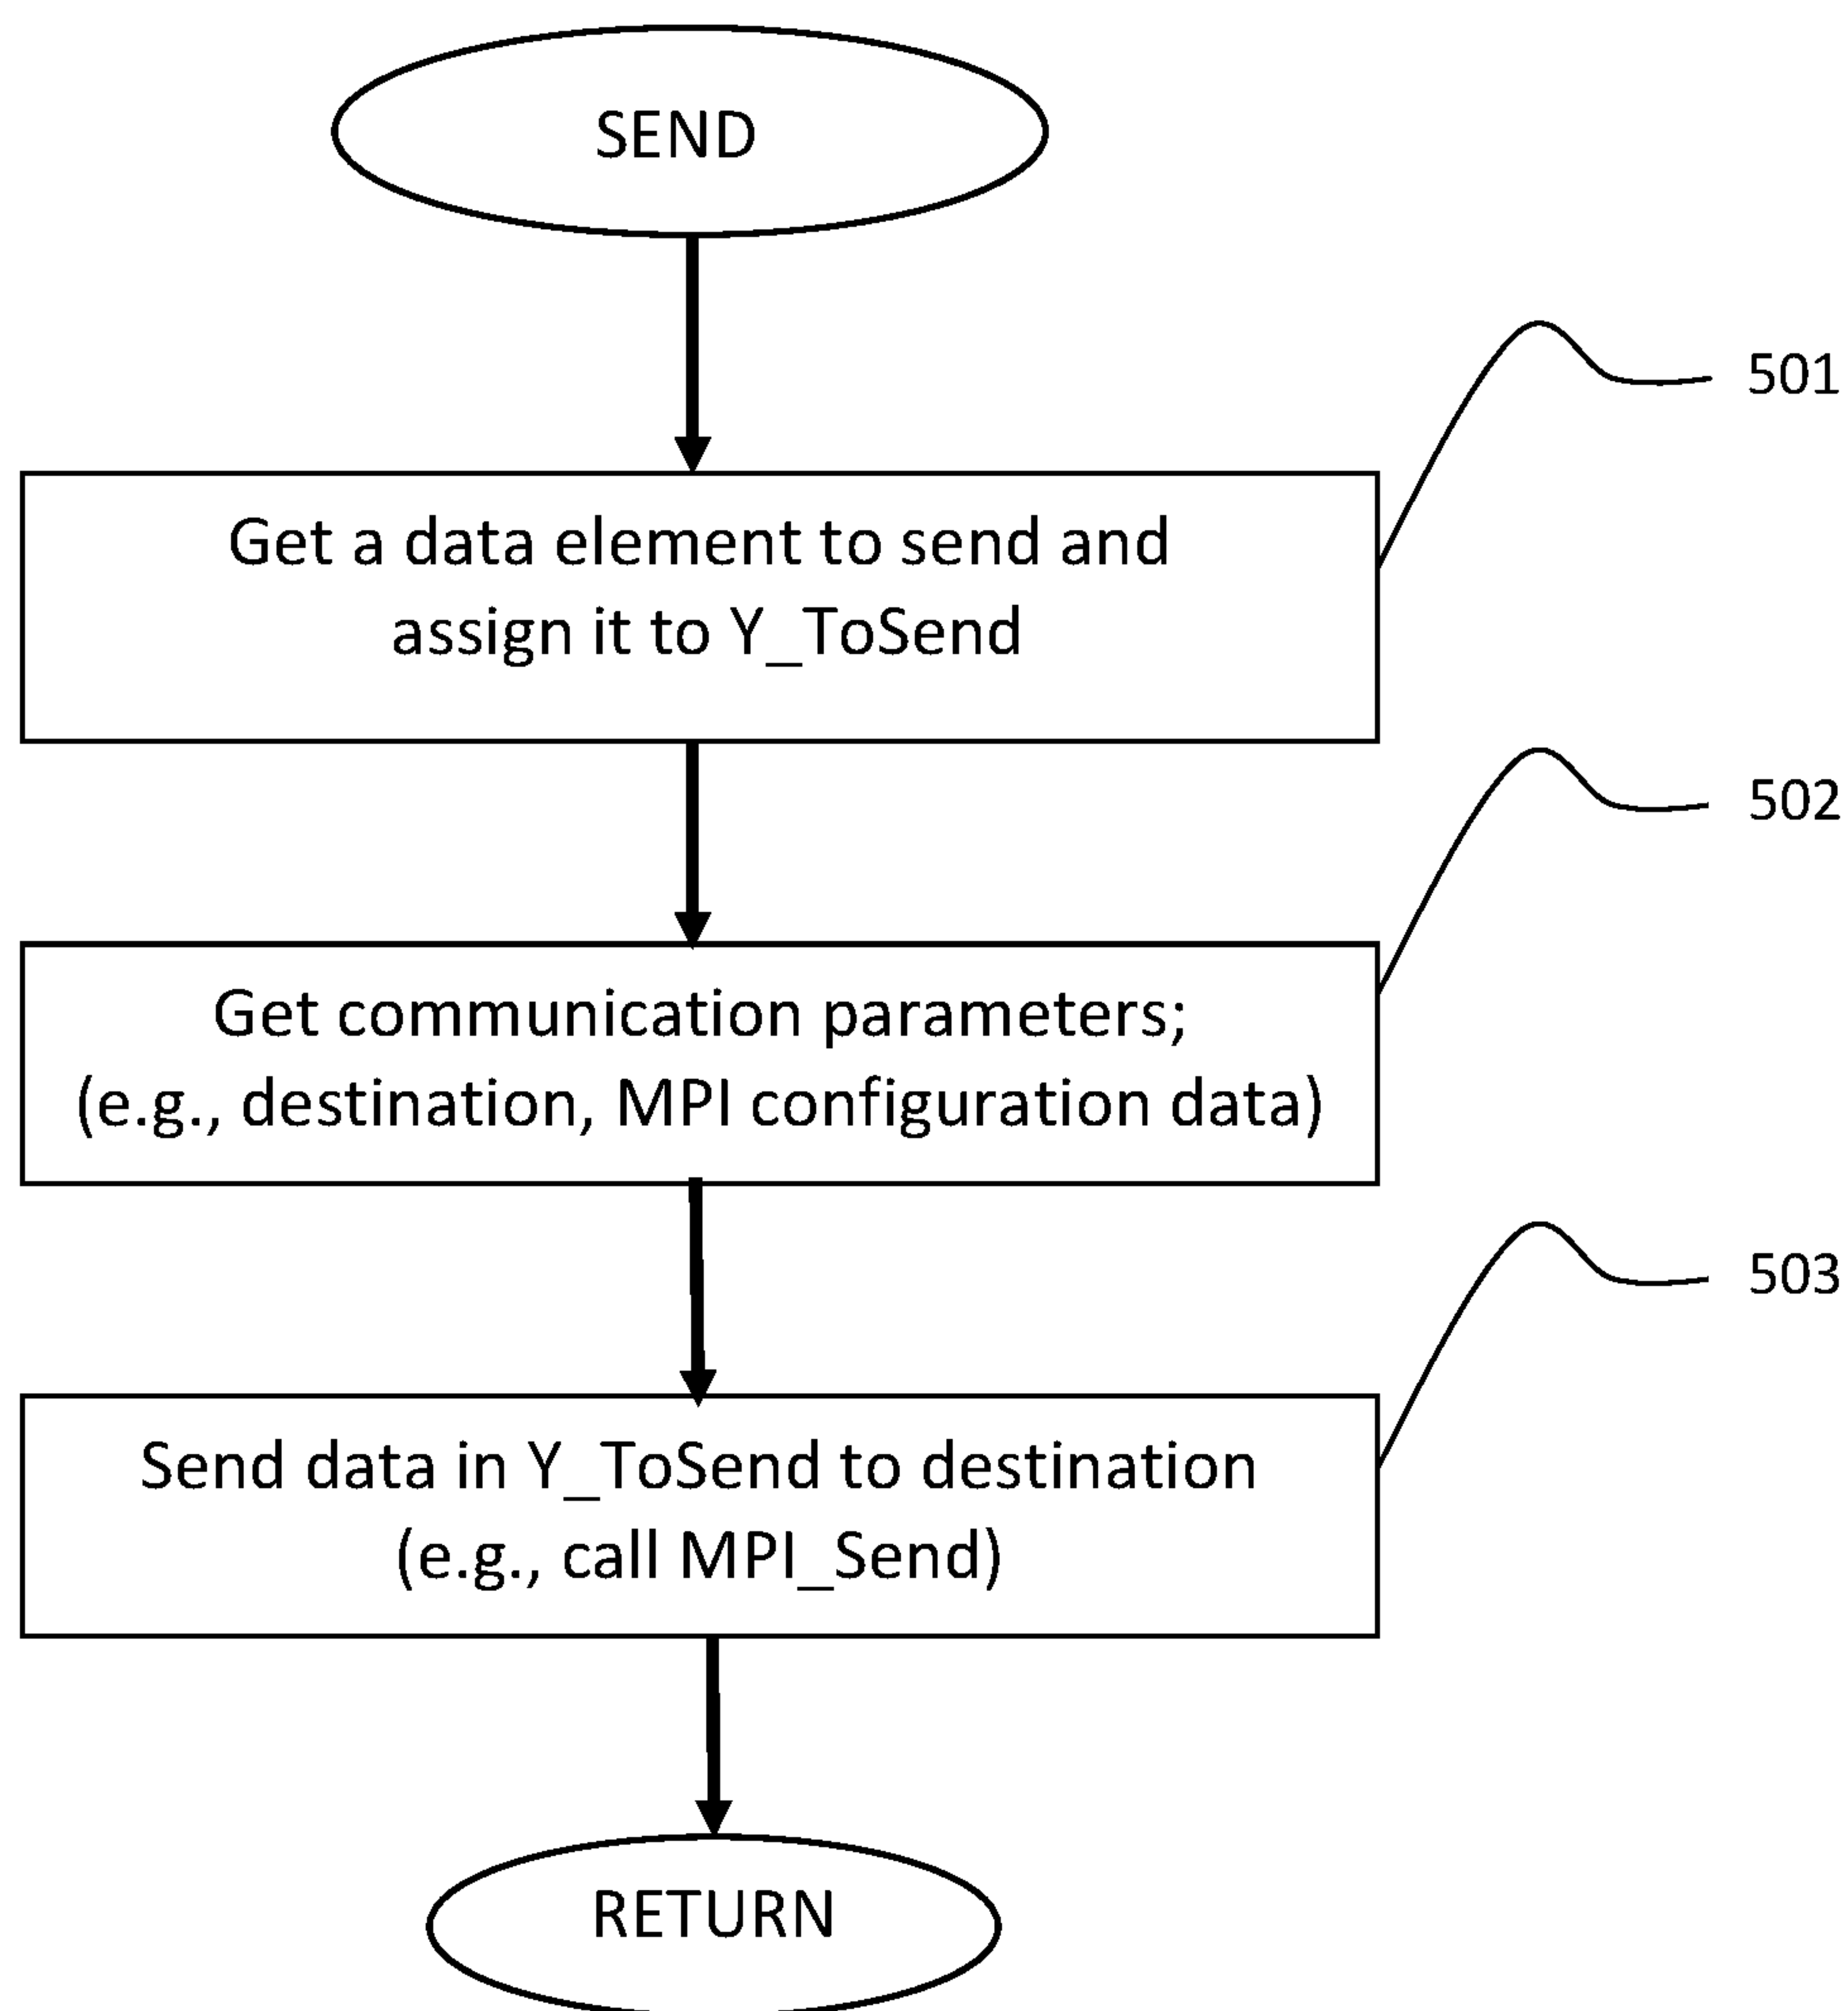 SEND
501
Get a data element to send and
assign it to Y_ToSend
502
Get communication parameters;
(e.g., destination, MPI configuration data)
503
Send data in Y_ToSend to destination
(e.g., call MPI_Send)
RETURN